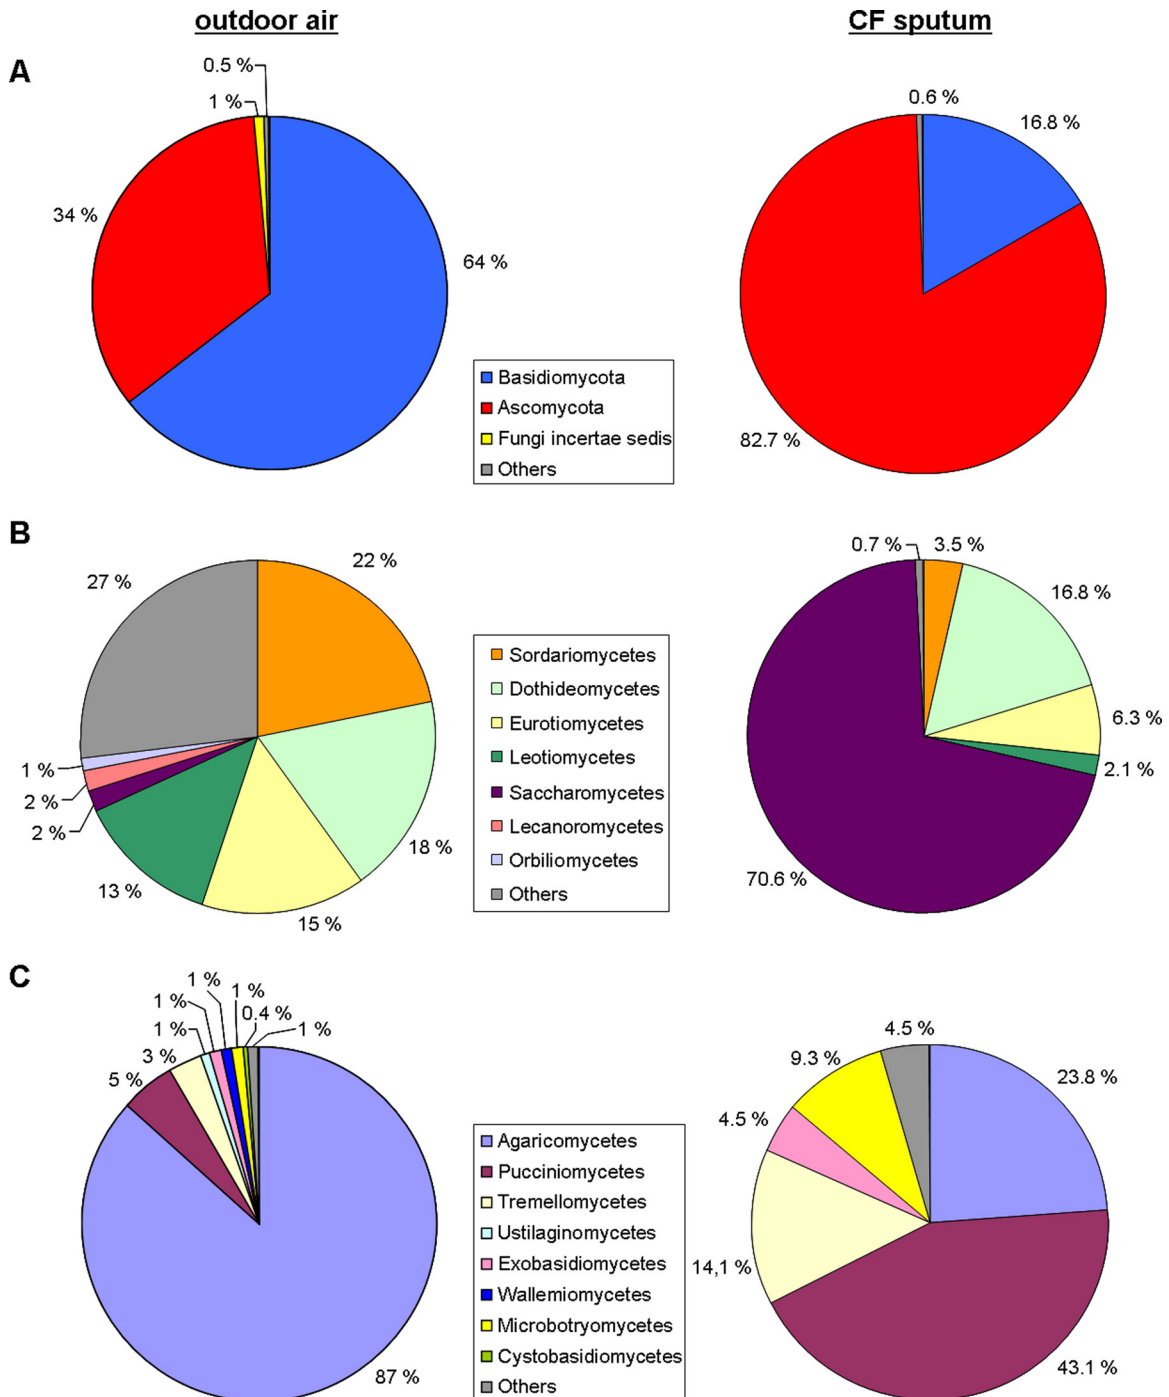 outdoor air
CF sputum
A
0.5 %
1 %
34 %
64 %
0.6 %
16.8 %
82.7 %
Basidiomycota
Ascomycota
Fungi incertae sedis
Others
B
27 %
22 %
1 %
2 %
2 %
13 %
15 %
18 %
0.7 %
3.5 %
16.8 %
6.3 %
2.1 %
70.6 %
Sordariomycetes
Dothideomycetes
Eurotiomycetes
Leotiomycetes
Saccharomycetes
Lecanoromycetes
Orbiliomycetes
Others
C
1 %
1 %
1 %
0.4 %
1 %
1 %
3 %
5 %
87 %
4.5 %
9.3 %
23.8 %
4.5 %
14,1 %
43.1 %
Agaricomycetes
Pucciniomycetes
Tremellomycetes
Ustilaginomycetes
Exobasidiomycetes
Wallemiomycetes
Microbotryomycetes
Cystobasidiomycetes
Others